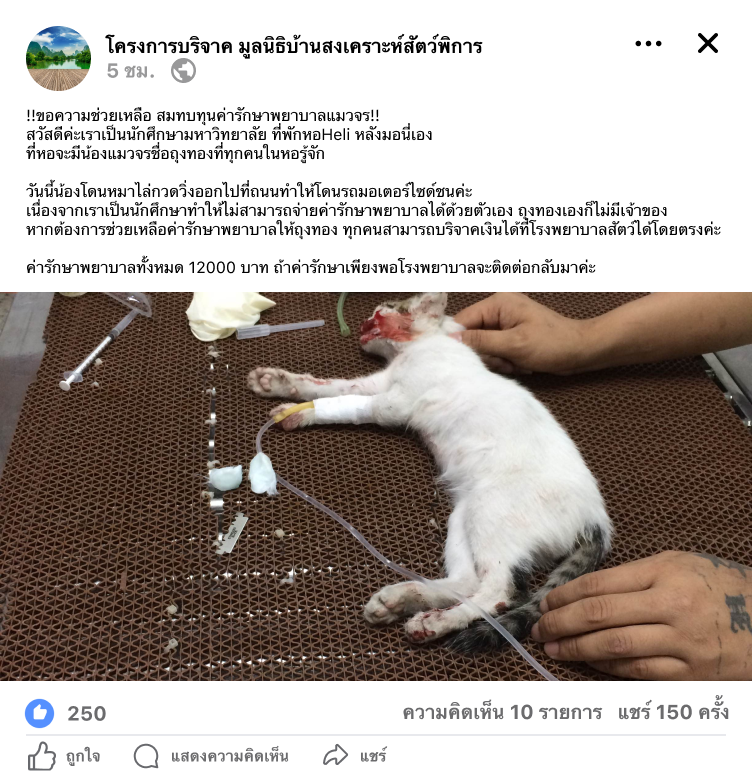 โครงการบริจาค มูลนิธิบ้านสงเคราะห์สัตว์พิการ
5 ชม.
!!ขอความช่วยเหลือ สมทบทุนค่ารักษาพยาบาลแมวจร!!
สวัสดีค่ะเราเป็นนักศึกษามหาวิทยาลัย ที่พักหอHeli หลังมอนี่เอง
ที่หอจะมีน้องแมวจรชื่อถุงทองที่ทุกคนในหอรู้จัก
วันนี้น้องโดนหมาไล่กวดวิ่งออกไปที่ถนนทำให้โดนรถมอเตอร์ไซด์ชนค่ะ
เนื่องจากเราเป็นนักศึกษาทำให้ไม่สามารถจ่ายค่ารักษาพยาบาลได้ด้วยตัวเอง ถุงทองเองก็ไม่มีเจ้าของ
หากต้องการช่วยเหลือค่ารักษาพยาบาลให้ถุงทอง ทุกคนสามารถบริจาคเงินได้ที่โรงพยาบาลสัตว์ได้โดยตรงค่ะ
ค่ารักษาพยาบาลทั้งหมด 12000 บาท ถ้าค่ารักษาเพียงพอโรงพยาบาลจะติดต่อกลับมาค่ะ
250
ความคิดเห็น 10 รายการ แชร์ 150 ครั้ง
ถูกใจ
แสดงความคิดเห็น
แชร์